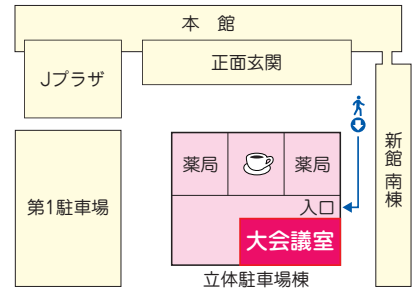 本 館
正面玄関
Jプラザ
新館 南棟
薬局
薬局
第1駐車場
入口
大会議室
立体駐車場棟